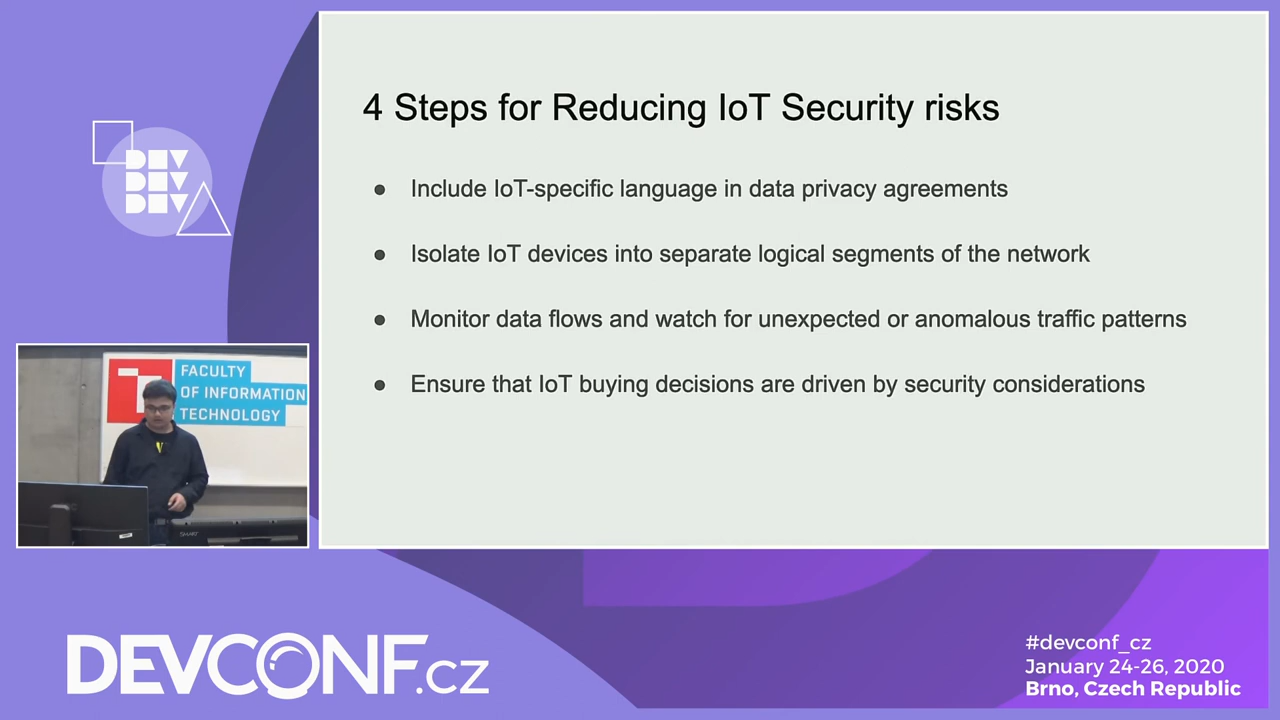 DEV
DEV
DEV
4 Steps for Reducing IoT Security risks
● Include IoT-specific language in data privacy agreements
● Isolate IoT devices into separate logical segments of the network
● Monitor data flows and watch for unexpected or anomalous traffic patterns
● Ensure that IoT buying decisions are driven by security considerations
FACULTY
OF INFORMATION
TECHNOLOGY
DEVCONF.cz
#devconf_cz
January 24-26, 2020
Brno, Czech Republic